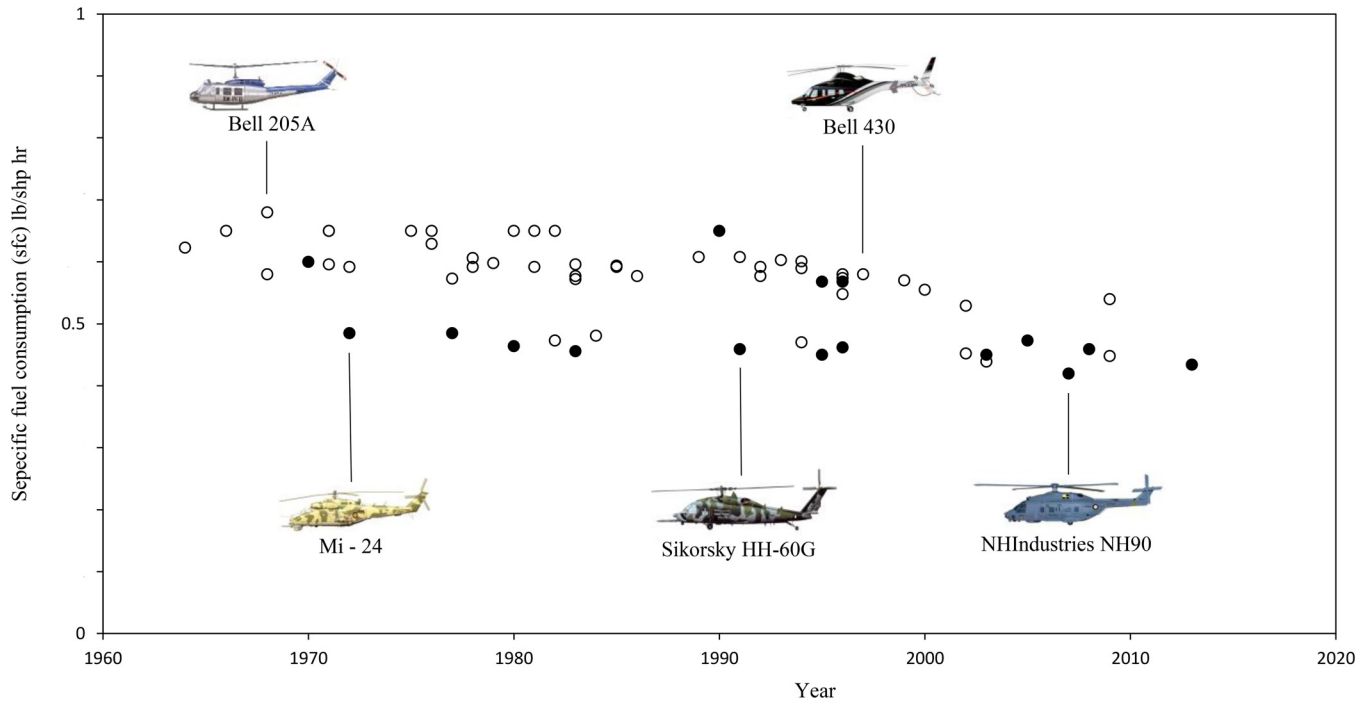 1
Bell 205A
Bell 430
Sepecific fuel consumption (sfc) lb/shp hr
0.5
Mi - 24
Sikorsky HH-60G
NHIndustries NH90
0
1960 1970 1980 1990 2000 2010 2020
Year